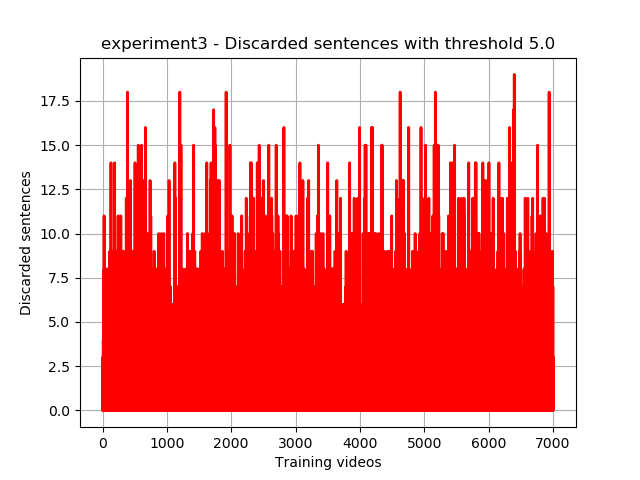 experiment3 - Discarded sentences with threshold 5.0
17.5
15.0
12.5
10.0
7.5
5.0
2.5
0.0
Discarded sentences
0 1000 2000 3000 4000 5000 6000 7000
Training videos